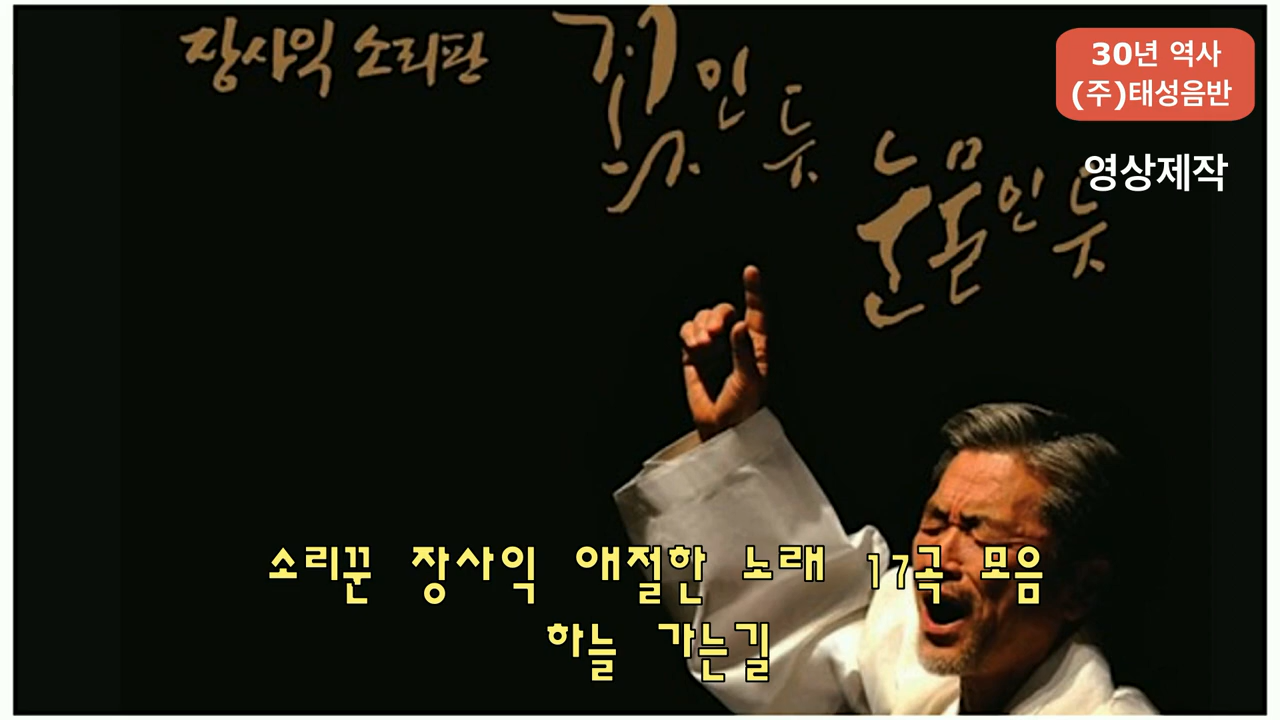 장사익 소리판
꽃인 듯
눈물인 듯
30년 역사
(주)태성음반
영상제작
소리꾼 장사익 애절한 노래 17곡 모음
하늘 가는길